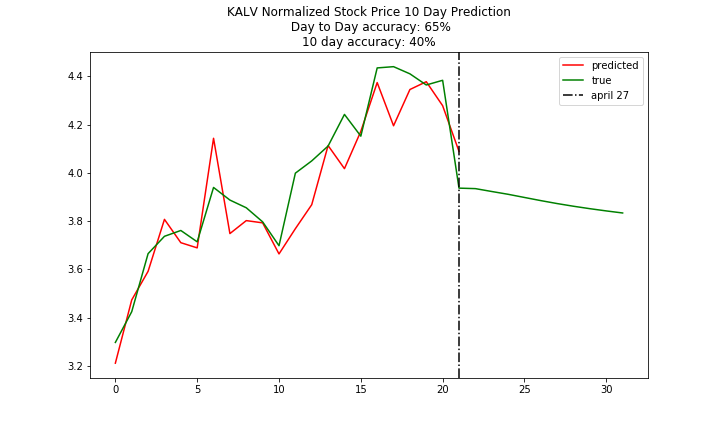 KALV Normalized Stock Price 10 Day Prediction
Day to Day accuracy: 65%
10 day accuracy: 40%
predicted
true
april 27
4.4
4.2
4.0
3.8
3.6
3.4
3.2
0 5 10 15 20 25 30